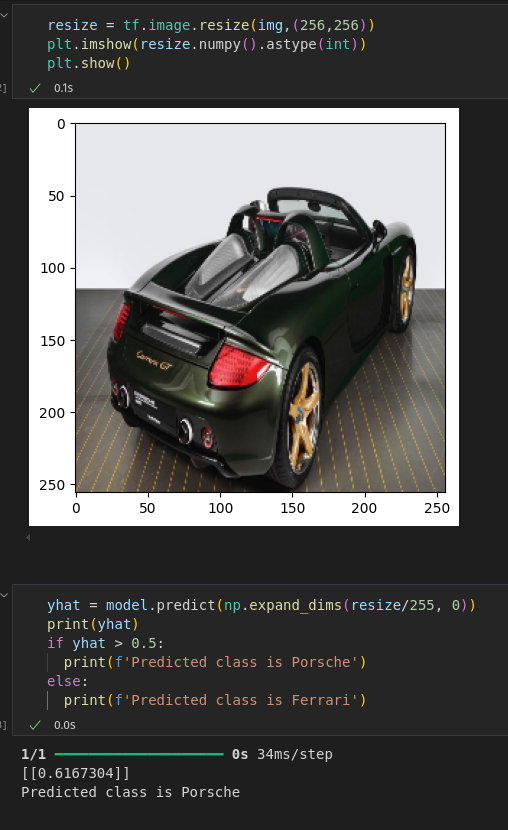 resize = tf.image.resize(img,(256,256))
plt.imshow(resize.numpy().astype(int))
plt.show()
✓ 0.1s
0
50
100
150
200
250
Carrera GT
0 50 100 150 200 250
yhat = model.predict(np.expand_dims(resize/255, 0))
print(yhat)
if yhat > 0.5:
print(f'Predicted class is Porsche')
else:
print(f'Predicted class is Ferrari')
✓ 0.0s
1/1 ━━━━━━━━━━━━━━━━━━━━ 0s 34ms/step
[[0.6167304]]
Predicted class is Porsche